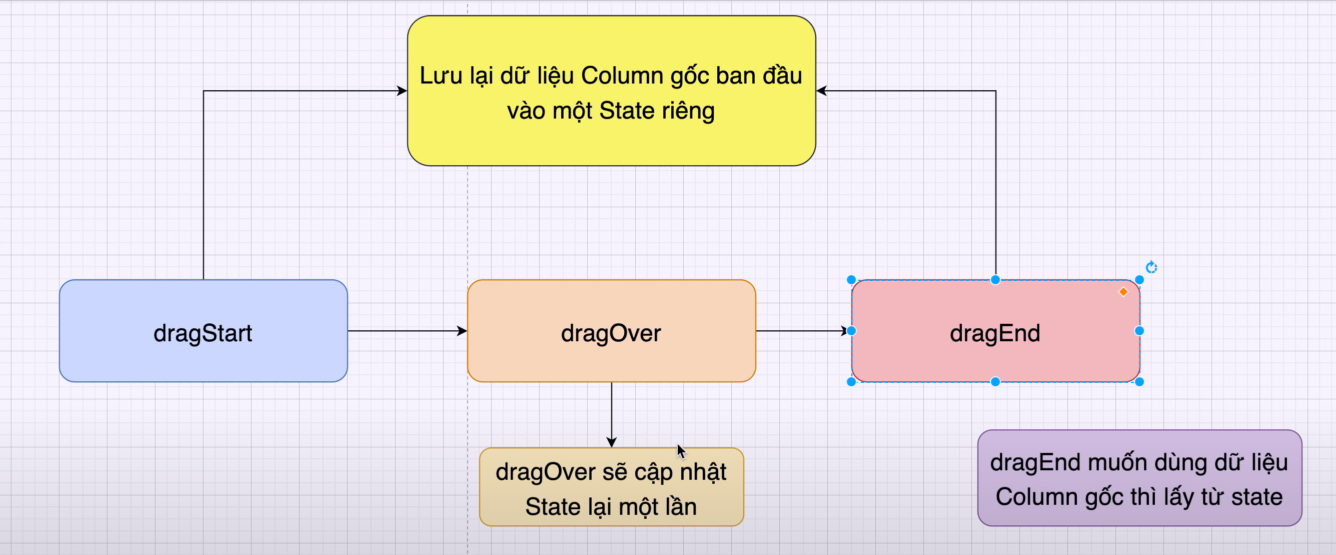 Lưu lại dữ liệu Column gốc ban đầu
vào một State riêng
dragStart
dragOver
dragEnd
dragOver sẽ cập nhật
State lại một lần
dragEnd muốn dùng dữ liệu
Column gốc thì lấy từ state